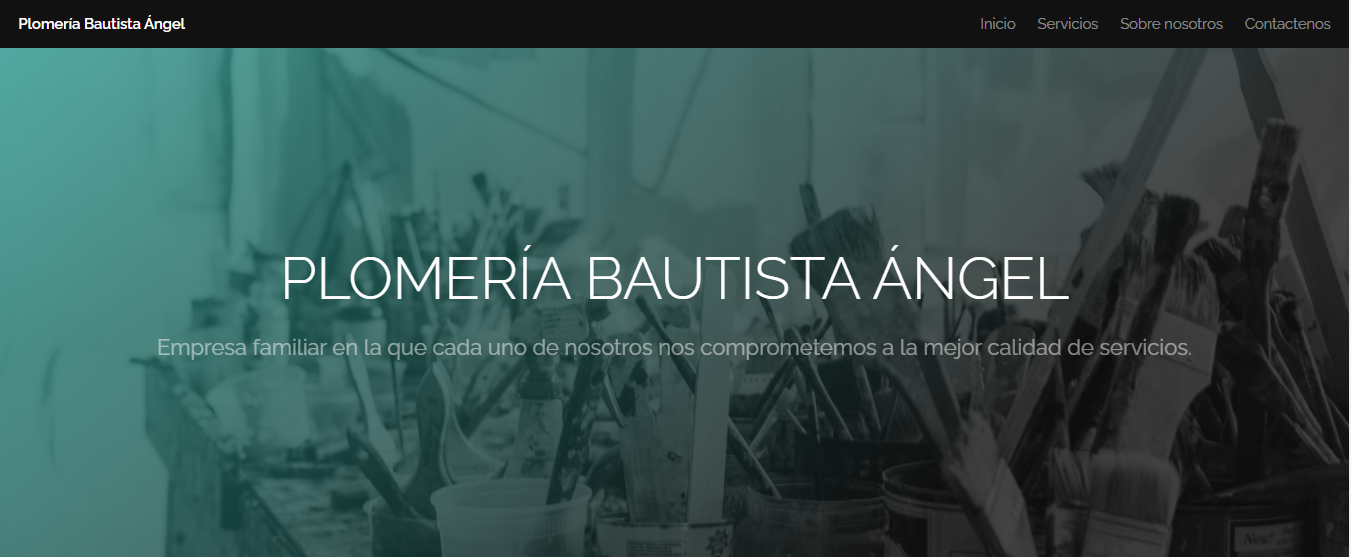 Plomería Bautista Ángel
Inicio Servicios Sobre nosotros Contactenos
PLOMERÍA BAUTISTA ÁNGEL
Empresa familiar en la que cada uno de nosotros nos comprometemos a la mejor calidad de servicios.